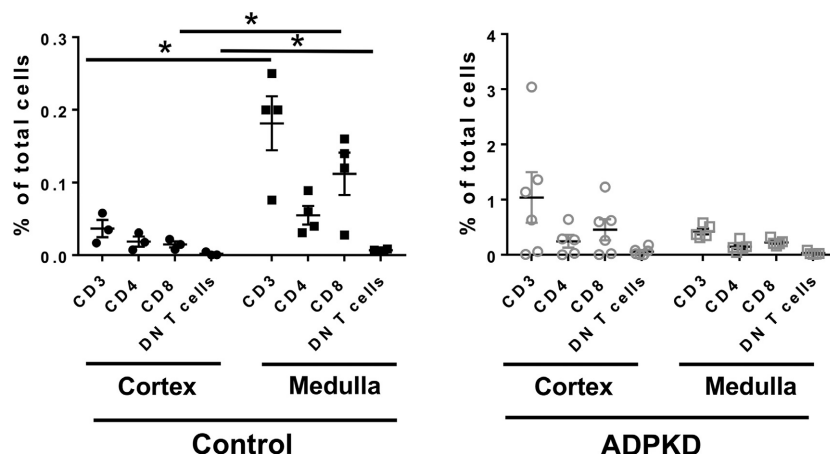 *
*
*
% of total cells
0.3
0.2
0.1
0.0
CD3
CD4
CD8
DN T cells
CD3
CD4
CD8
DN T cells
Cortex
Medulla
Control
% of total cells
4
3
2
1
0
CD3
CD4
CD8
DN T cells
CD3
CD4
CD8
DN T cells
Cortex
Medulla
ADPKD